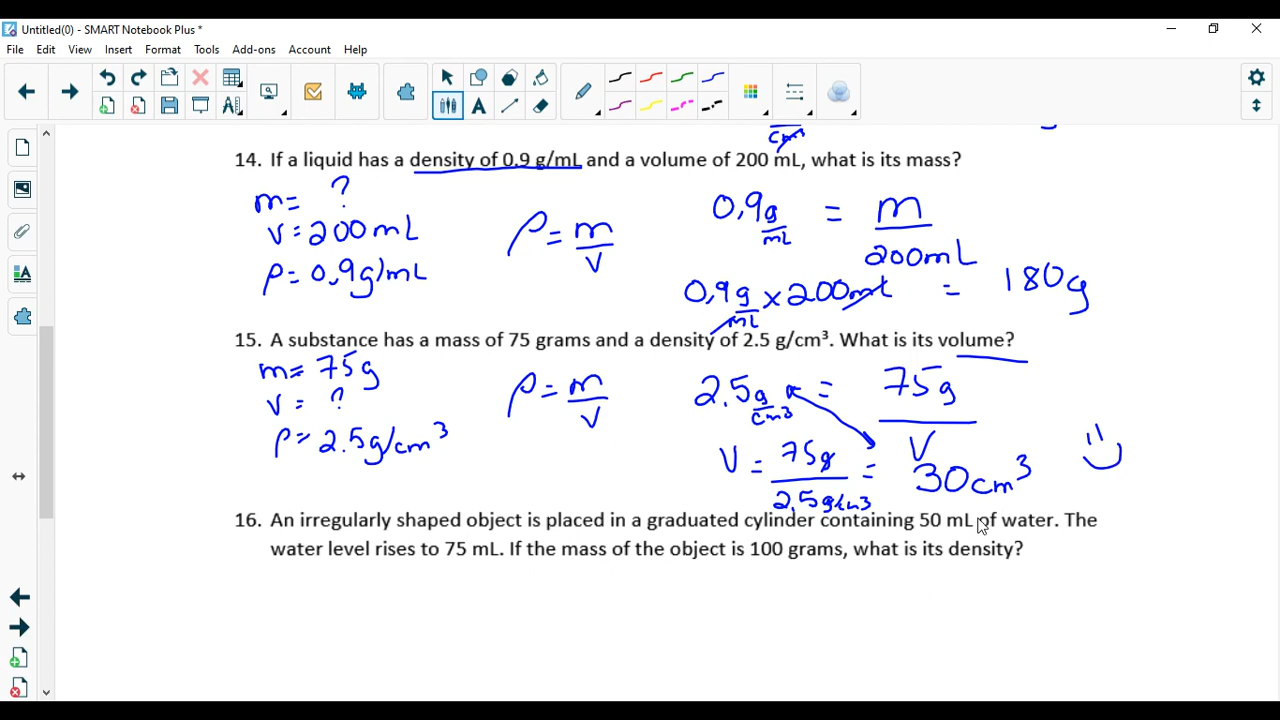 Untitled(0) - SMART Notebook Plus *
File Edit View Insert Format Tools Add-ons Account Help
cm³
14. If a liquid has a density of 0.9 g/mL and a volume of 200 mL, what is its mass?
m= ?
v=200mL
ρ=0,9g/mL
ρ=m/v
0,9g/mL = m/200mL
0,9g/mL x 200mL = 180g
15. A substance has a mass of 75 grams and a density of 2.5 g/cm³. What is its volume?
m=75g
v= ?
ρ=2.5g/cm³
ρ=m/v
2.5g/cm³ = 75g/V
V=75g/2,5g/cm³ = 30cm³
16. An irregularly shaped object is placed in a graduated cylinder containing 50 mL of water. The
water level rises to 75 mL. If the mass of the object is 100 grams, what is its density?